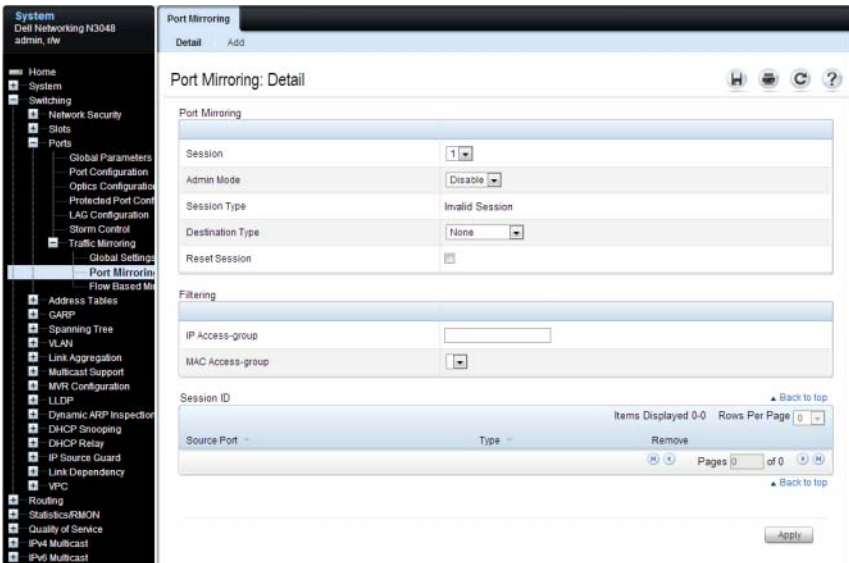 System
Dell Networking N3048
admin, r/w
Home
System
Switching
Network Security
Slots
Ports
Global Parameters
Port Configuration
Optics Configuration
Protected Port Conf
LAG Configuration
Storm Control
Traffic Mirroring
Global Settings
Port Mirroring
Flow Based Mi
Address Tables
GARP
Spanning Tree
VLAN
Link Aggregation
Multicast Support
MVR Configuration
LLDP
Dynamic ARP Inspection
DHCP Snooping
DHCP Relay
IP Source Guard
Link Dependency
VPC
Routing
Statistics/RMON
Quality of Service
IPv4 Multicast
IPv6 Multicast
Port Mirroring
Detail Add
Port Mirroring: Detail
?
Port Mirroring
Session 1
Admin Mode Disable
Session Type Invalid Session
Destination Type None
Reset Session
Filtering
IP Access-group
MAC Access-group
Session ID Back to top
Items Displayed 0-0 Rows Per Page 0
Source Port Type Remove
Pages 0 of 0
Back to top
Apply